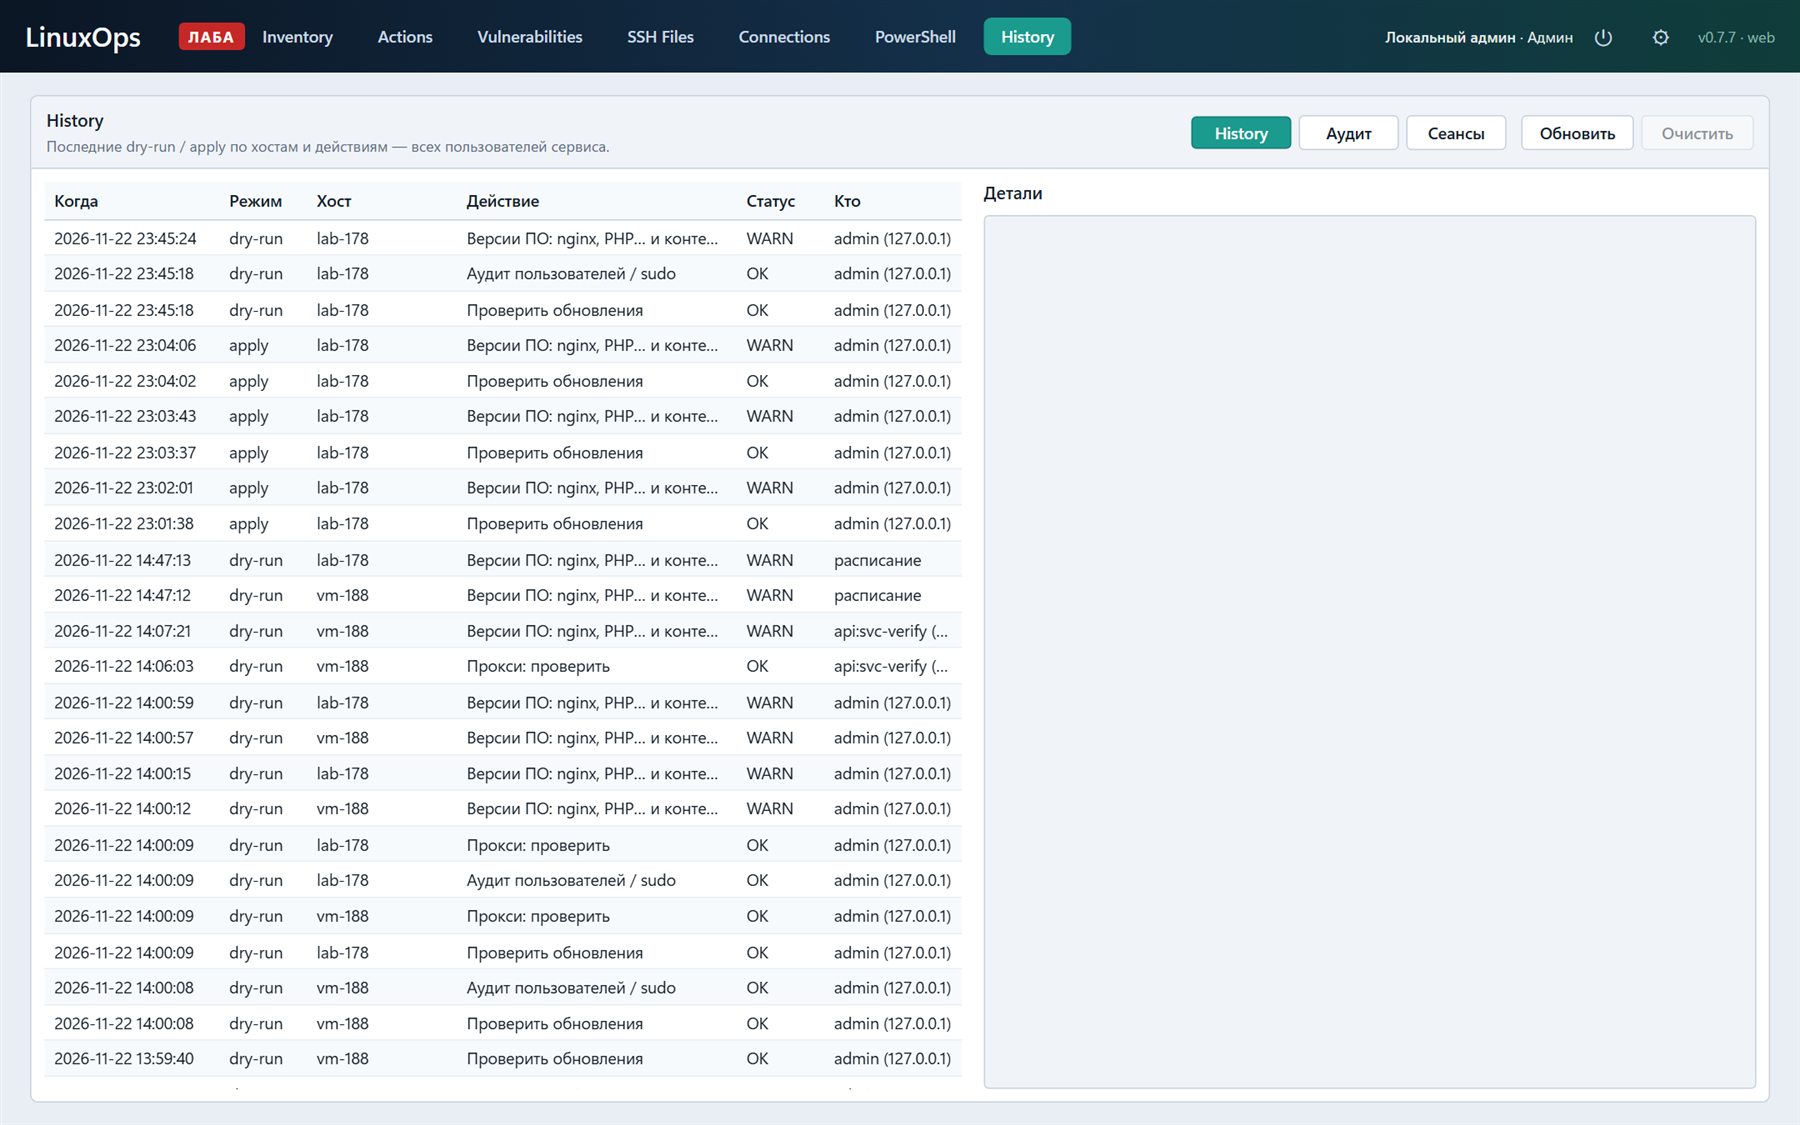 LinuxOps ЛАБА Inventory Actions Vulnerabilities SSH Files Connections PowerShell History Локальный админ · Админ v0.7.7 · web
History
Последние dry-run / apply по хостам и действиям — всех пользователей сервиса.
History Аудит Сеансы Обновить Очистить
Когда Режим Хост Действие Статус Кто
2026-11-22 23:45:24 dry-run lab-178 Версии ПО: nginx, PHP... и конте... WARN admin (127.0.0.1)
2026-11-22 23:45:18 dry-run lab-178 Аудит пользователей / sudo OK admin (127.0.0.1)
2026-11-22 23:45:18 dry-run lab-178 Проверить обновления OK admin (127.0.0.1)
2026-11-22 23:04:06 apply lab-178 Версии ПО: nginx, PHP... и конте... WARN admin (127.0.0.1)
2026-11-22 23:04:02 apply lab-178 Проверить обновления OK admin (127.0.0.1)
2026-11-22 23:03:43 apply lab-178 Версии ПО: nginx, PHP... и конте... WARN admin (127.0.0.1)
2026-11-22 23:03:37 apply lab-178 Проверить обновления OK admin (127.0.0.1)
2026-11-22 23:02:01 apply lab-178 Версии ПО: nginx, PHP... и конте... WARN admin (127.0.0.1)
2026-11-22 23:01:38 apply lab-178 Проверить обновления OK admin (127.0.0.1)
2026-11-22 14:47:13 dry-run lab-178 Версии ПО: nginx, PHP... и конте... WARN расписание
2026-11-22 14:47:12 dry-run vm-188 Версии ПО: nginx, PHP... и конте... WARN расписание
2026-11-22 14:07:21 dry-run vm-188 Версии ПО: nginx, PHP... и конте... WARN api:svc-verify (...
2026-11-22 14:06:03 dry-run vm-188 Прокси: проверить OK api:svc-verify (...
2026-11-22 14:00:59 dry-run lab-178 Версии ПО: nginx, PHP... и конте... WARN admin (127.0.0.1)
2026-11-22 14:00:57 dry-run vm-188 Версии ПО: nginx, PHP... и конте... WARN admin (127.0.0.1)
2026-11-22 14:00:15 dry-run lab-178 Версии ПО: nginx, PHP... и конте... WARN admin (127.0.0.1)
2026-11-22 14:00:12 dry-run vm-188 Версии ПО: nginx, PHP... и конте... WARN admin (127.0.0.1)
2026-11-22 14:00:09 dry-run lab-178 Прокси: проверить OK admin (127.0.0.1)
2026-11-22 14:00:09 dry-run lab-178 Аудит пользователей / sudo OK admin (127.0.0.1)
2026-11-22 14:00:09 dry-run vm-188 Прокси: проверить OK admin (127.0.0.1)
2026-11-22 14:00:09 dry-run lab-178 Проверить обновления OK admin (127.0.0.1)
2026-11-22 14:00:08 dry-run vm-188 Аудит пользователей / sudo OK admin (127.0.0.1)
2026-11-22 14:00:08 dry-run vm-188 Проверить обновления OK admin (127.0.0.1)
2026-11-22 13:59:40 dry-run vm-188 Проверить обновления OK admin (127.0.0.1)
Детали